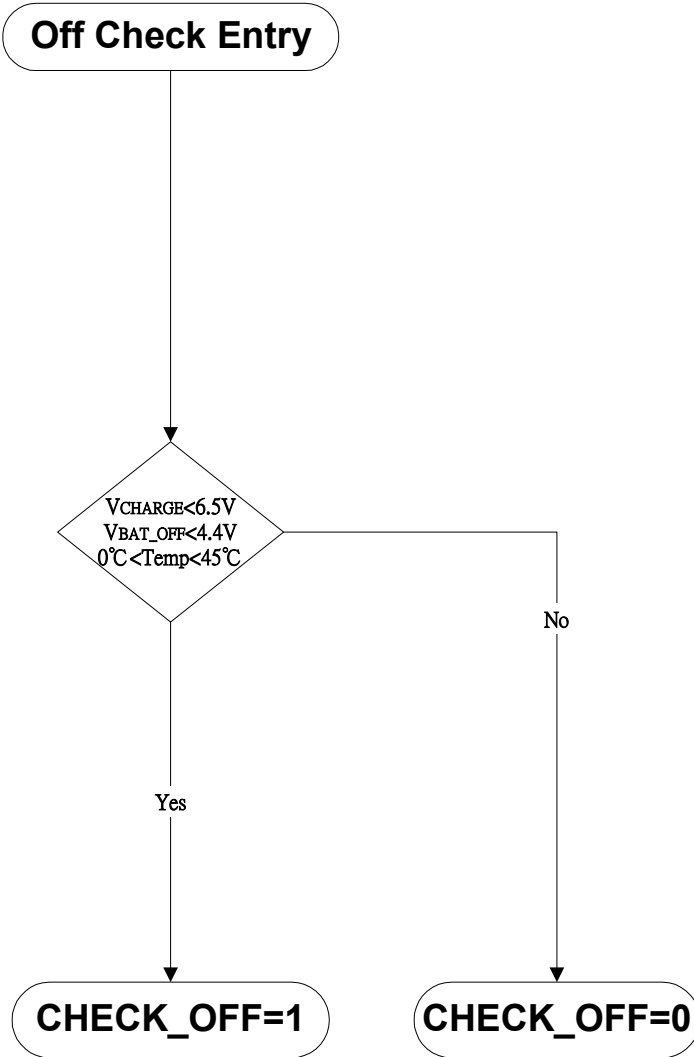 Off Check Entry
VCHARGE<6.5V
VBAT_OFF<4.4V
0℃<Temp<45℃
No
Yes
CHECK_OFF=1
CHECK_OFF=0